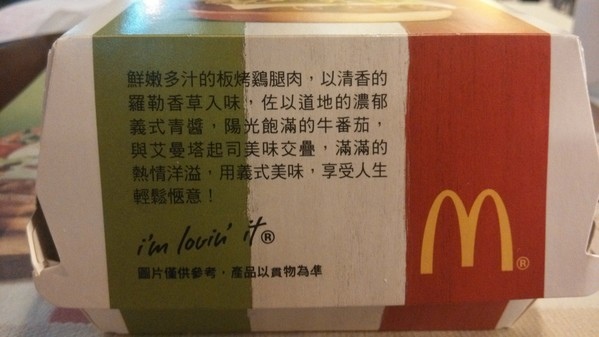 鮮嫩多汁的板烤鷄腿肉，以清香的
羅勒香草入味，佐以道地的濃郁
義式青醬，陽光飽滿的牛番茄，
與艾曼塔起司美味交疊，滿滿的
熱情洋溢，用義式美味，享受人生
輕鬆愜意！
i'm lovin' it®
圖片僅供參考，產品以實物為準
M®